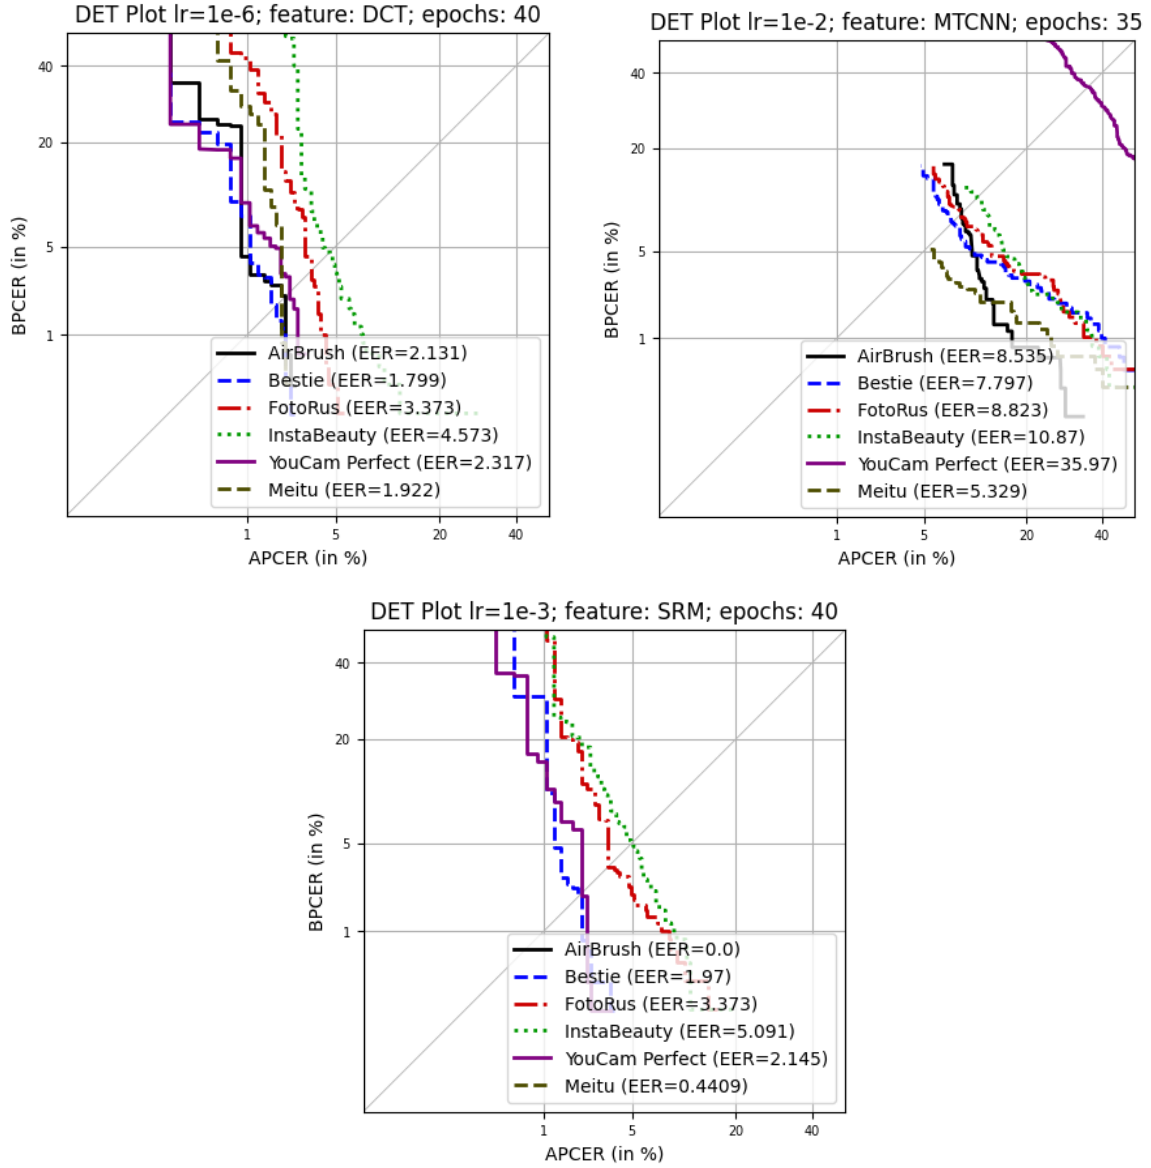 DET Plot lr=1e-6; feature: DCT; epochs: 40
40
20
5
1
BPCER (in %)
AirBrush (EER=2.131)
Bestie (EER=1.799)
FotoRus (EER=3.373)
InstaBeauty (EER=4.573)
YouCam Perfect (EER=2.317)
Meitu (EER=1.922)
1 5 20 40
APCER (in %)
DET Plot lr=1e-2; feature: MTCNN; epochs: 35
40
20
5
1
BPCER (in %)
AirBrush (EER=8.535)
Bestie (EER=7.797)
FotoRus (EER=8.823)
InstaBeauty (EER=10.87)
YouCam Perfect (EER=35.97)
Meitu (EER=5.329)
1 5 20 40
APCER (in %)
DET Plot lr=1e-3; feature: SRM; epochs: 40
40
20
5
1
BPCER (in %)
AirBrush (EER=0.0)
Bestie (EER=1.97)
FotoRus (EER=3.373)
InstaBeauty (EER=5.091)
YouCam Perfect (EER=2.145)
Meitu (EER=0.4409)
1 5 20 40
APCER (in %)